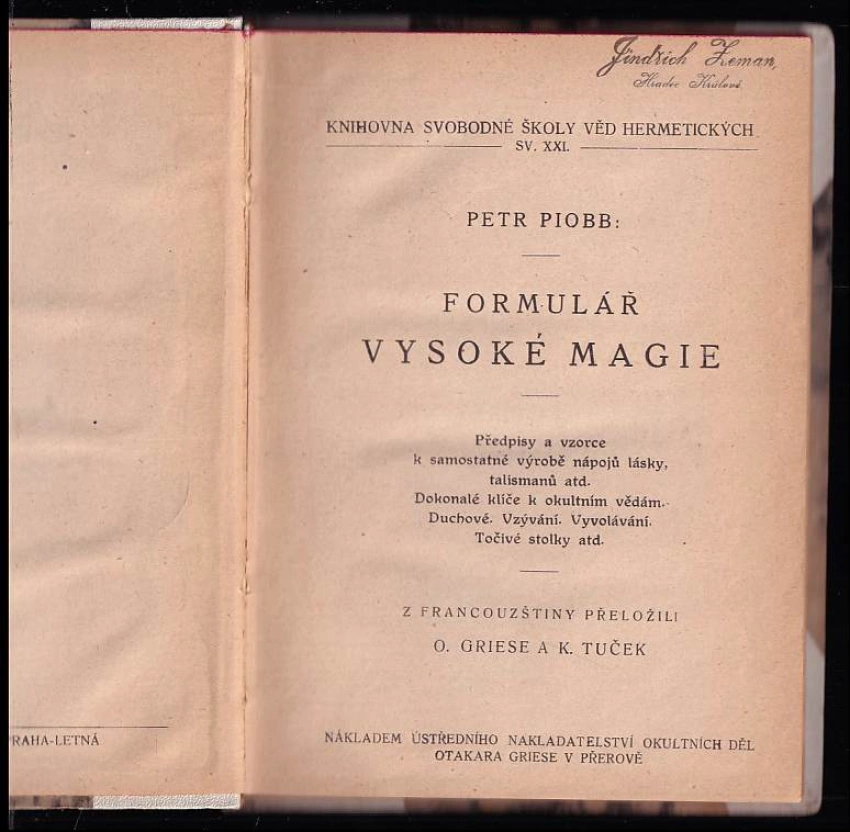 Jindřich Zeman,
Hradec Králové
KNIHOVNA SVOBODNÉ ŠKOLY VĚD HERMETICKÝCH
SV. XXI.
PETR PIOBB:
FORMULÁŘ
VYSOKÉ MAGIE
Předpisy a vzorce
k samostatné výrobě nápojů lásky,
talismanů atd.
Dokonalé klíče k okultním vědám.
Duchové. Vzývání. Vyvolávání.
Točivé stolky atd.
Z FRANCOUZŠTINY PŘELOŽILI
O. GRIESE A K. TUČEK
RAHA-LETNÁ
NÁKLADEM ÚSTŘEDNÍHO NAKLADATELSTVÍ OKULTNÍCH DĚL
OTAKARA GRIESE V PŘEROVĚ